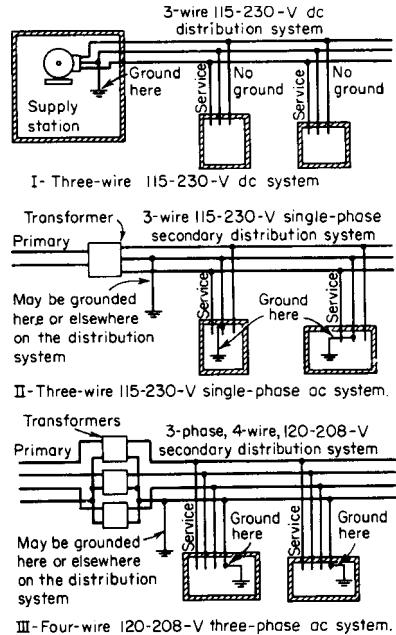 3-wire 115-230-V dc
distribution system
Ground
here
Supply
station
Service
No
ground
Service
No
ground
I- Three-wire 115-230-V dc system
Transformer
3-wire 115-230-V single-phase
secondary distribution system
Primary
May be grounded
here or elsewhere
on the distribution
system
Service
Ground
here
Service
II-Three-wire 115-230-V single-phase ac system.
Transformers
Primary
3-phase, 4-wire, 120-208-V
secondary distribution system
May be grounded
here or elsewhere
on the distribution
system
Service
Ground
here
Service
Ground
here
III-Four-wire 120-208-V three-phase ac system.